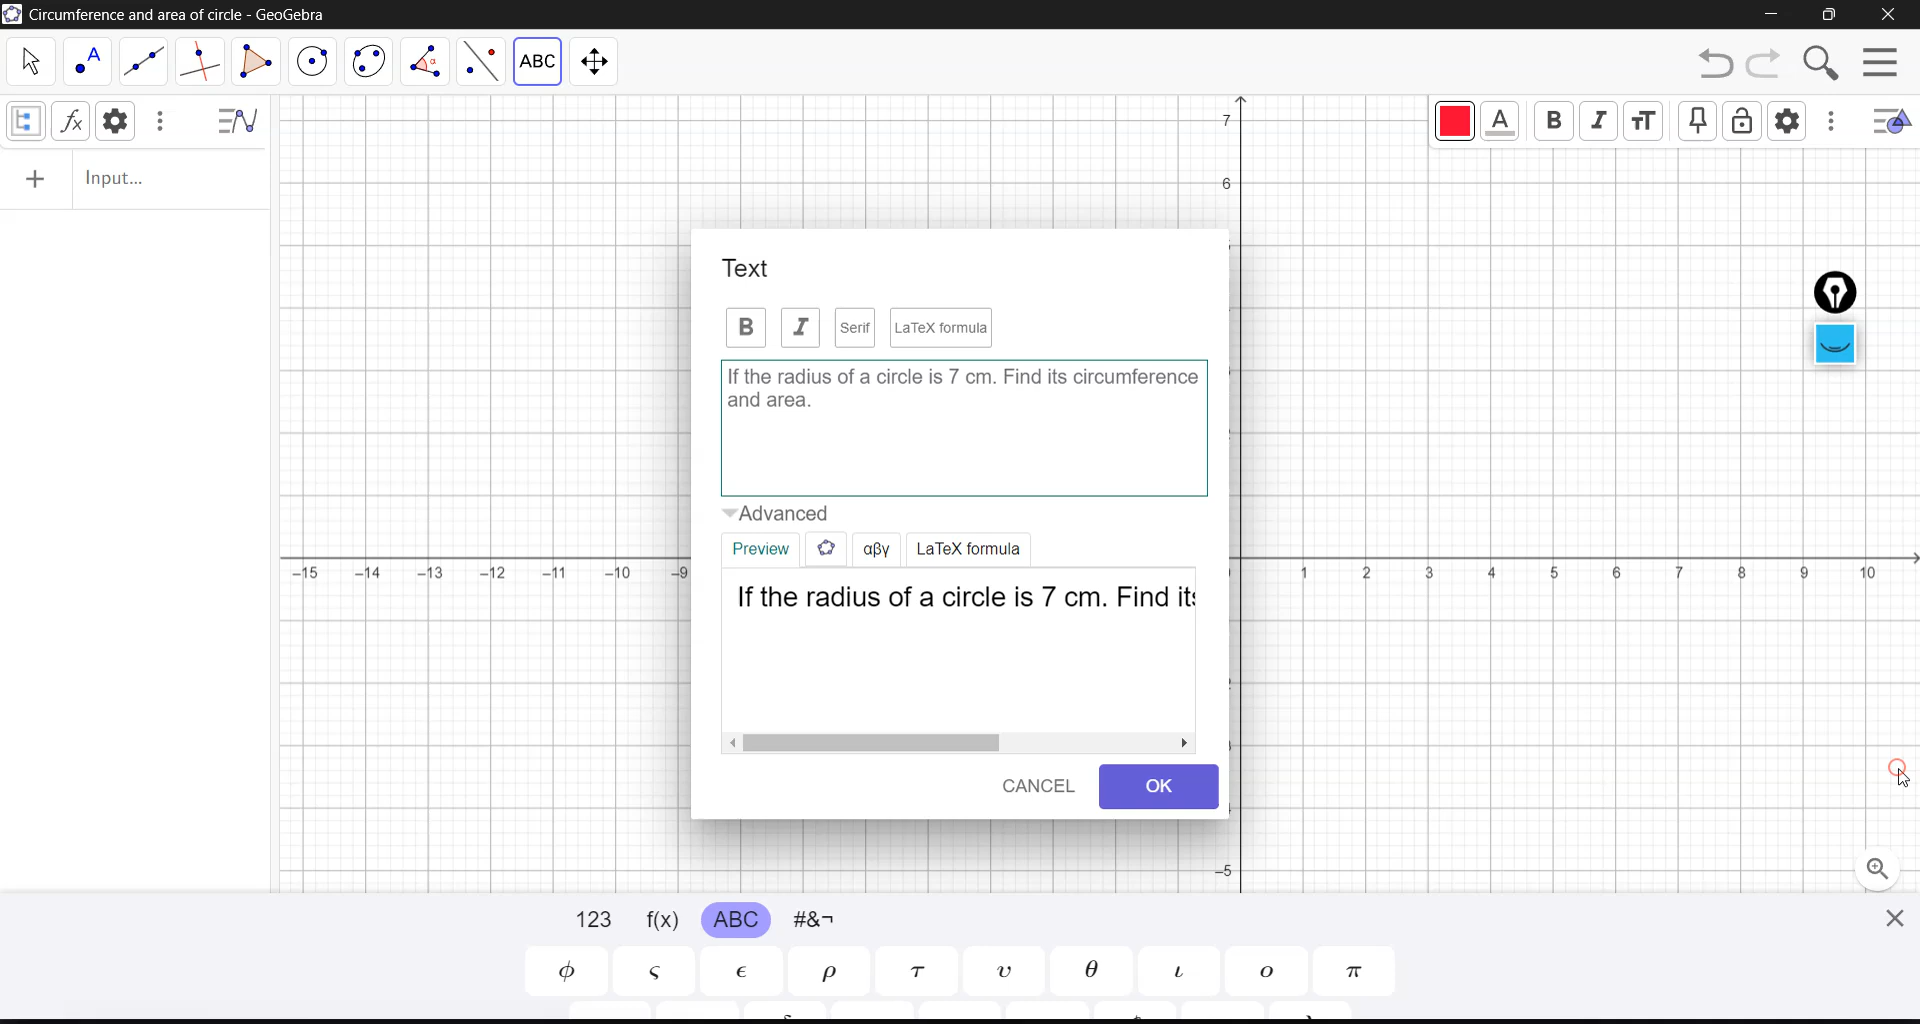 Circumference and area of circle - GeoGebra
A
α
ABC
fx
Input...
A B I TT
7
6
Text
B I Serif LaTeX formula
If the radius of a circle is 7 cm. Find its circumference
and area.
Advanced
Preview αβγ LaTeX formula
-15 -14 -13 -12 -11 -10 -9 1 2 3 4 5 6 7 8 9 10
If the radius of a circle is 7 cm. Find its
CANCEL OK
-5
123 f(x) ABC #&¬
ϕ ς ϵ ρ τ υ θ ι ο π